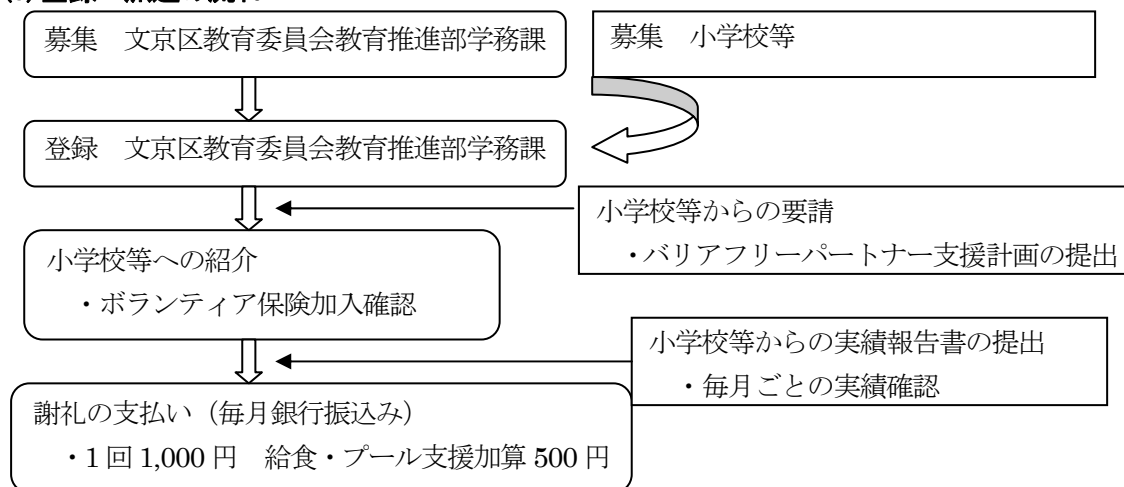 募集　文京区教育委員会教育推進部学務課
募集　小学校等
登録　文京区教育委員会教育推進部学務課
小学校等からの要請
・バリアフリーパートナー支援計画の提出
小学校等への紹介
・ボランティア保険加入確認
小学校等からの実績報告書の提出
・毎月ごとの実績確認
謝礼の支払い（毎月銀行振込み）
・1 回 1,000 円　給食・プール支援加算 500 円